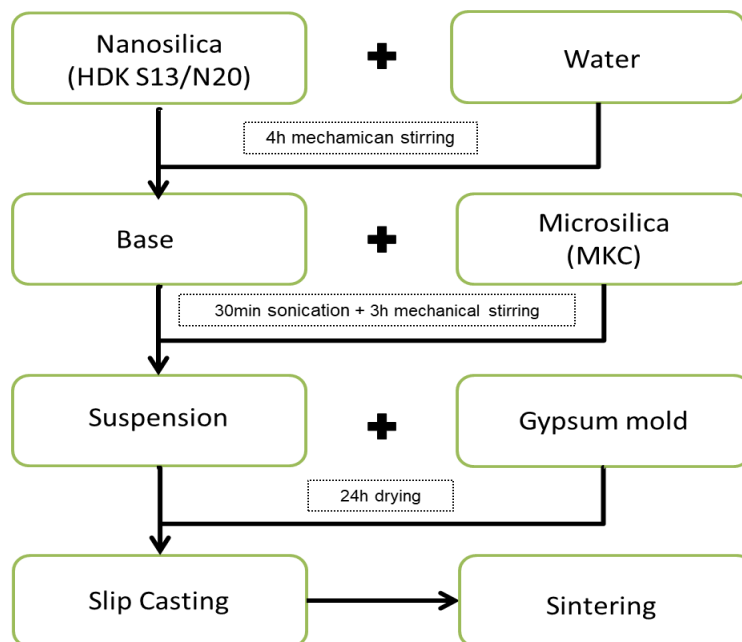 Nanosilica
(HDK S13/N20)
Water
4h mechamican stirring
Base
Microsilica
(MKC)
30min sonication + 3h mechanical stirring
Suspension
Gypsum mold
24h drying
Slip Casting
Sintering